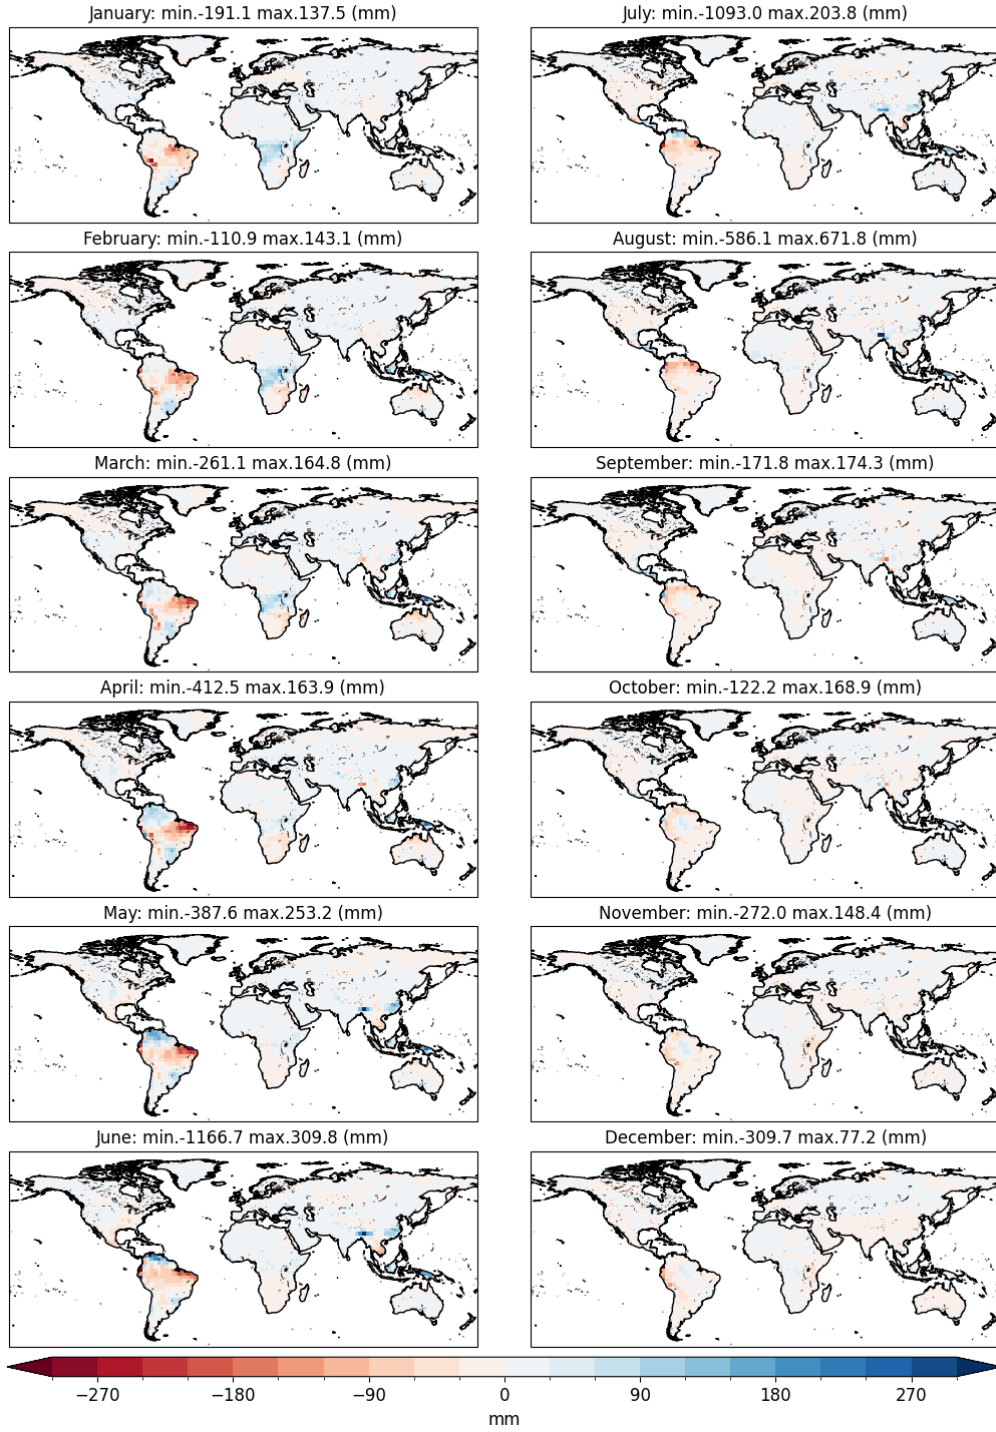 January: min.-191.1 max.137.5 (mm)
July: min.-1093.0 max.203.8 (mm)
February: min.-110.9 max.143.1 (mm)
August: min.-586.1 max.671.8 (mm)
March: min.-261.1 max.164.8 (mm)
September: min.-171.8 max.174.3 (mm)
April: min.-412.5 max.163.9 (mm)
October: min.-122.2 max.168.9 (mm)
May: min.-387.6 max.253.2 (mm)
November: min.-272.0 max.148.4 (mm)
June: min.-1166.7 max.309.8 (mm)
December: min.-309.7 max.77.2 (mm)
−270 −180 −90 0 90 180 270
mm